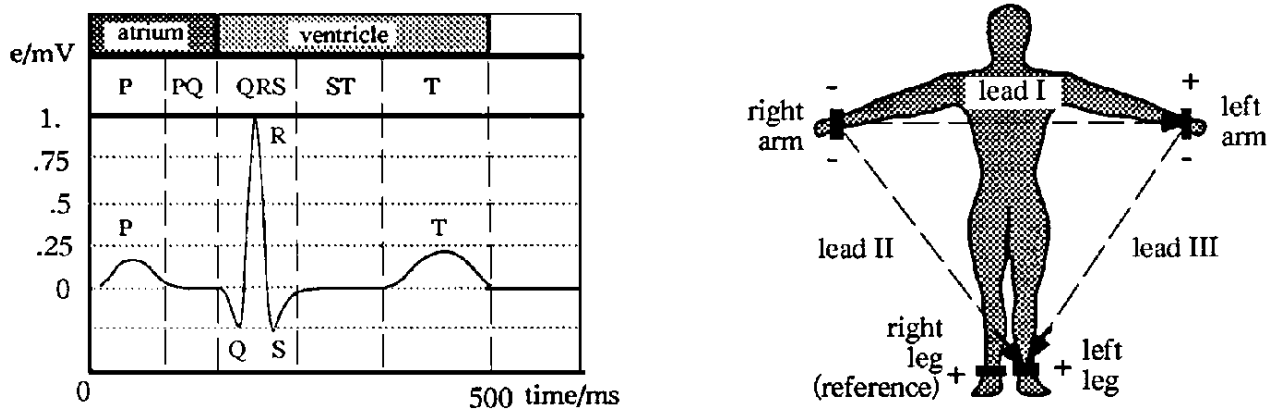 atrium ventricle
e/mV
P PQ QRS ST T
1.
R
.75
.5
P T
.25
0
Q S
0 500 time/ms
- +
lead I
right arm
left arm
- -
lead II lead III
right leg (reference) +
+ left leg